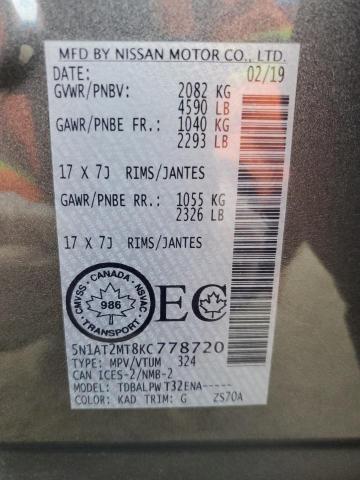 MFD BY NISSAN MOTOR CO., LTD.
DATE: 02/19
GVWR/PNBV: 2082 KG
4590 LB
GAWR/PNBE FR.: 1040 KG
2293 LB
17 X 7J RIMS/JANTES
GAWR/PNBE RR.: 1055 KG
2326 LB
17 X 7J RIMS/JANTES
CMVSS · CANADA · NSVAC
986
TRANSPORT
EC
5N1AT2MT8KC778720
TYPE: MPV/VTUM 324
CAN ICES-2/NMB-2
MODEL: TDBALPW T32ENA-----
COLOR: KAD TRIM: G ZS70A